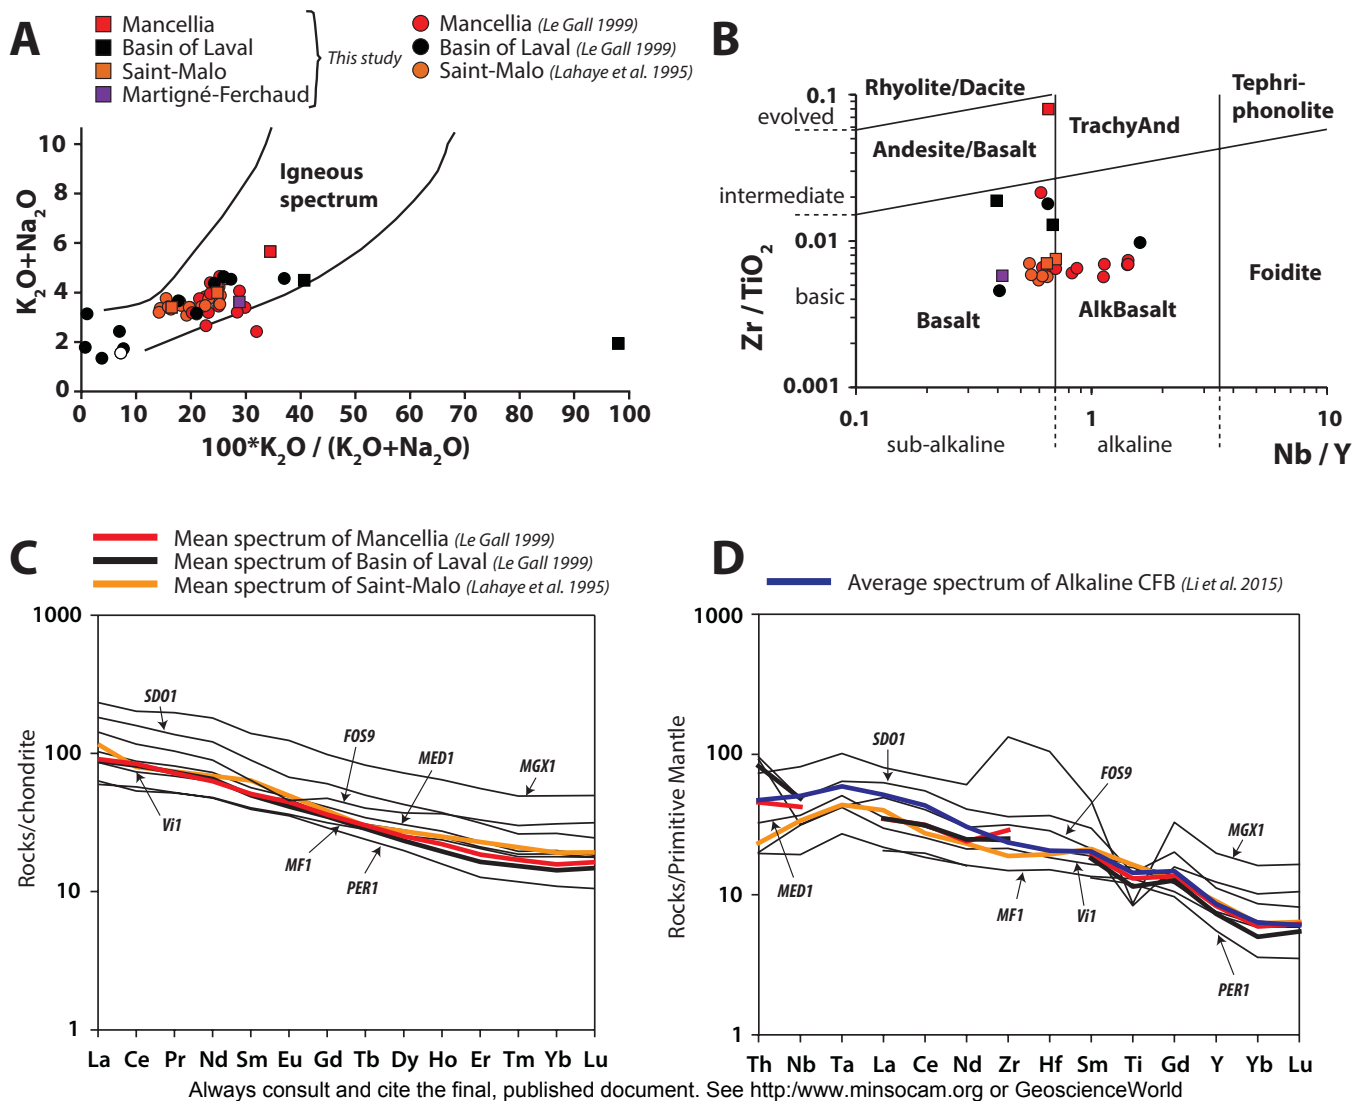 A
Mancellia
Basin of Laval
Saint-Malo
Martigné-Ferchaud
This study
Mancellia (Le Gall 1999)
Basin of Laval (Le Gall 1999)
Saint-Malo (Lahaye et al. 1995)
Igneous
spectrum
K2O+Na2O
10
8
6
4
2
0
0 10 20 30 40 50 60 70 80 90 100
100*K2O / (K2O+Na2O)
B
Rhyolite/Dacite
Tephri-
phonolite
TrachyAnd
Andesite/Basalt
Basalt
AlkBasalt
Foidite
0.1
evolved
intermediate
0.01
basic
0.001
Zr / TiO2
0.1 1 10
sub-alkaline alkaline
Nb / Y
C
Mean spectrum of Mancellia (Le Gall 1999)
Mean spectrum of Basin of Laval (Le Gall 1999)
Mean spectrum of Saint-Malo (Lahaye et al. 1995)
Rocks/chondrite
1000
100
10
1
SDO1
FOS9
MED1
MGX1
Vi1
MF1
PER1
La Ce Pr Nd Sm Eu Gd Tb Dy Ho Er Tm Yb Lu
D
Average spectrum of Alkaline CFB (Li et al. 2015)
Rocks/Primitive Mantle
1000
100
10
1
SDO1
FOS9
MGX1
MED1
MF1
Vi1
PER1
Th Nb Ta La Ce Nd Zr Hf Sm Ti Gd Y Yb Lu
Always consult and cite the final, published document. See http:/www.minsocam.org or GeoscienceWorld